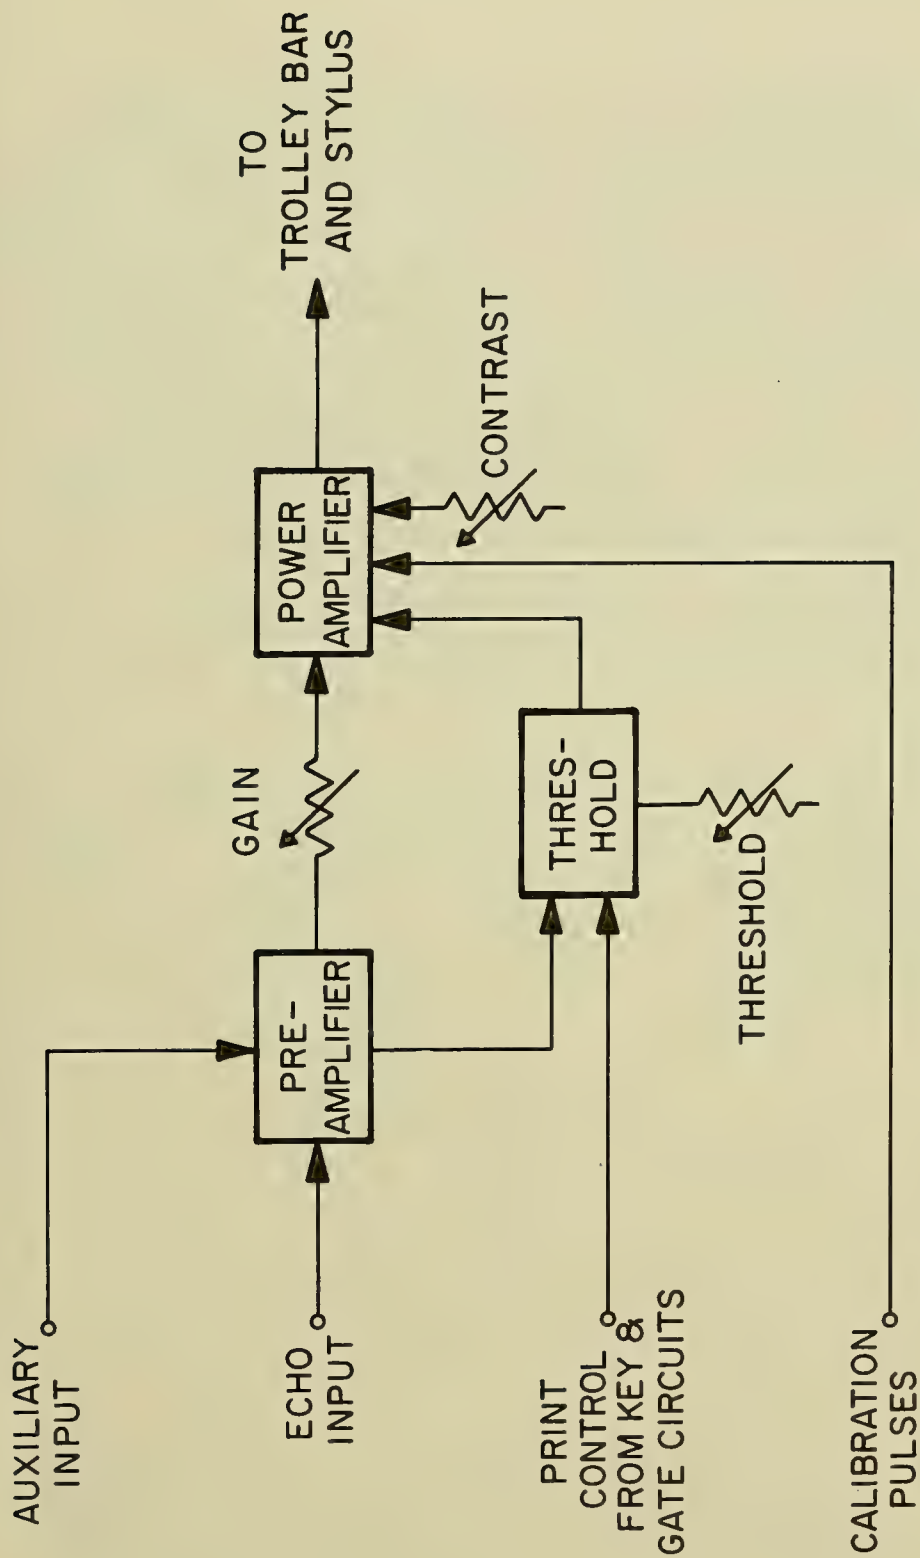 AUXILIARY
INPUT
ECHO
INPUT
PRE-
AMPLIFIER
GAIN
POWER
AMPLIFIER
TO
TROLLEY BAR
AND STYLUS
CONTRAST
THRES-
HOLD
THRESHOLD
PRINT
CONTROL
FROM KEY &
GATE CIRCUITS
CALIBRATION
PULSES